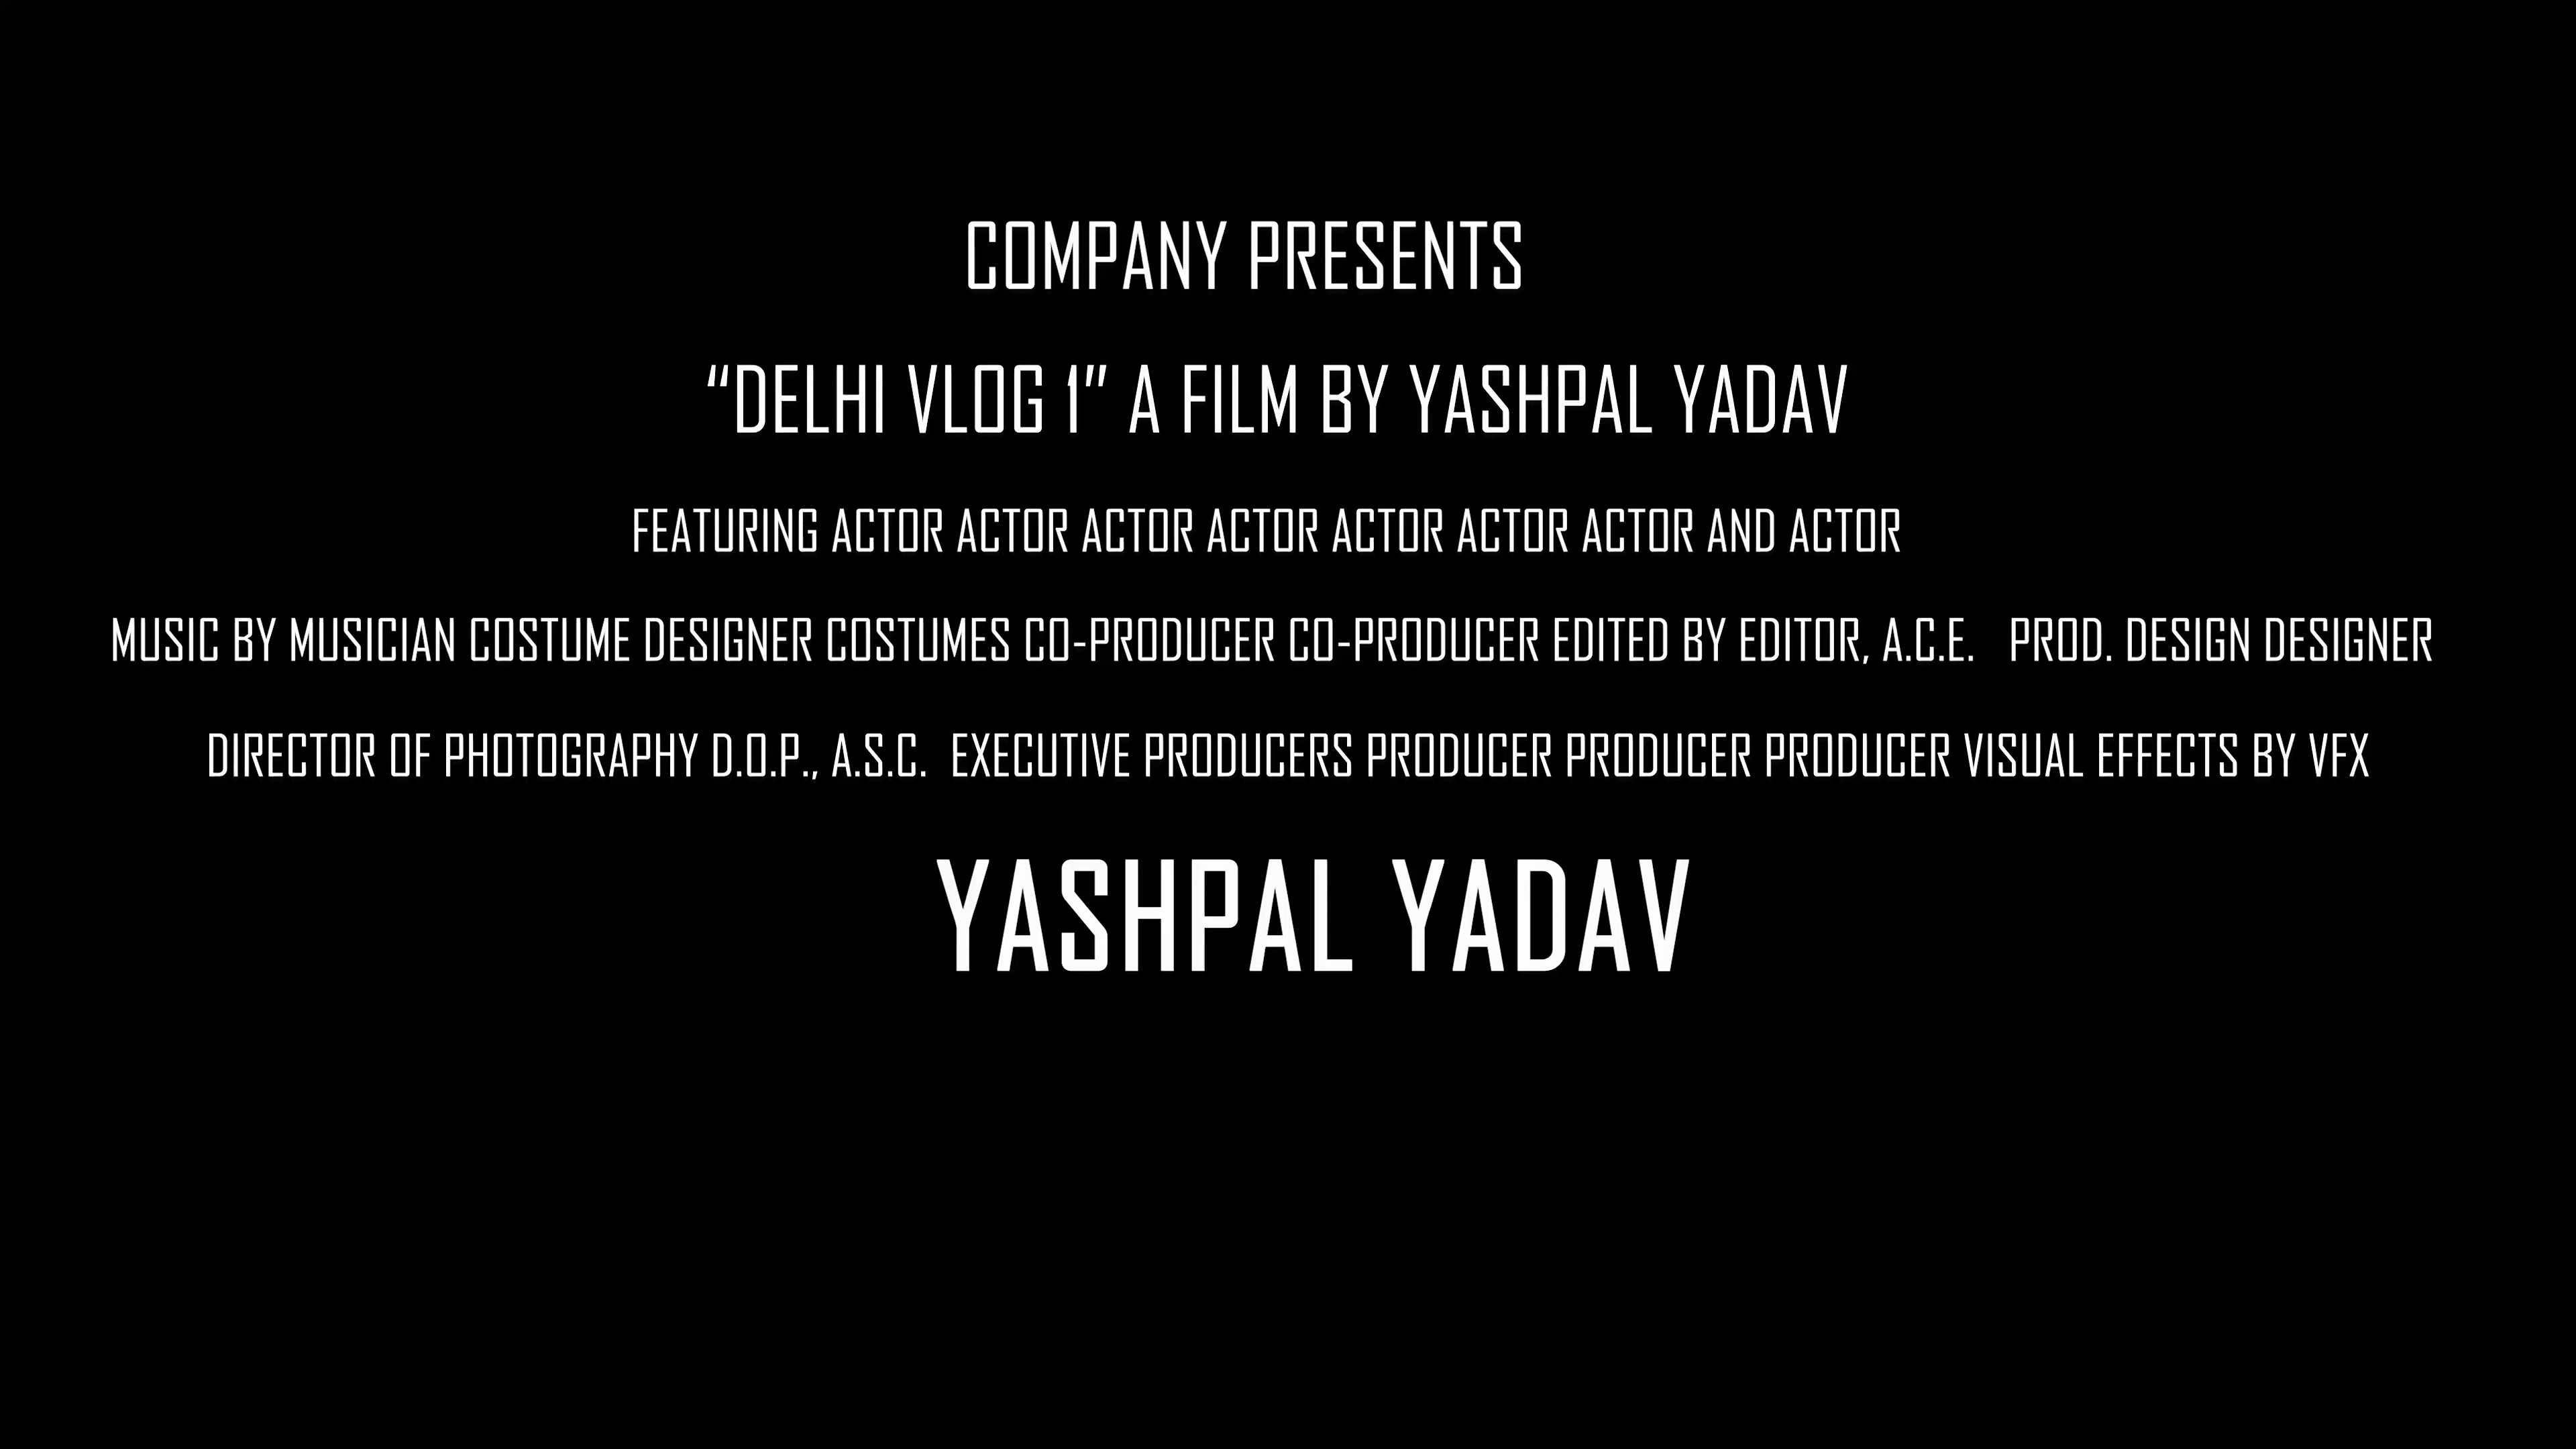 COMPANY PRESENTS
“DELHI VLOG 1” A FILM BY YASHPAL YADAV
FEATURING ACTOR ACTOR ACTOR ACTOR ACTOR ACTOR ACTOR AND ACTOR
MUSIC BY MUSICIAN COSTUME DESIGNER COSTUMES CO-PRODUCER CO-PRODUCER EDITED BY EDITOR, A.C.E. PROD. DESIGN DESIGNER
DIRECTOR OF PHOTOGRAPHY D.O.P., A.S.C. EXECUTIVE PRODUCERS PRODUCER PRODUCER PRODUCER VISUAL EFFECTS BY VFX
YASHPAL YADAV